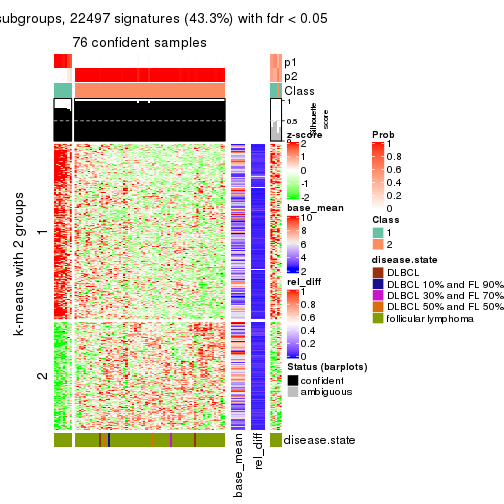 subgroups, 22497 signatures (43.3%) with fdr < 0.05
76 confident samples
p1
p2
Class
1
0.5
0
Silhouette
score
k-means with 2 groups
1
2
z-score
2
1
0
-1
-2
base_mean
10
8
6
4
2
rel_diff
1
0.8
0.6
0.4
0.2
0
Status (barplots)
confident
ambiguous
Prob
1
0.8
0.6
0.4
0.2
0
Class
1
2
disease.state
DLBCL
DLBCL 10% and FL 90%
DLBCL 30% and FL 70%
DLBCL 50% and FL 50%
follicular lymphoma
disease.state
base_mean
rel_diff